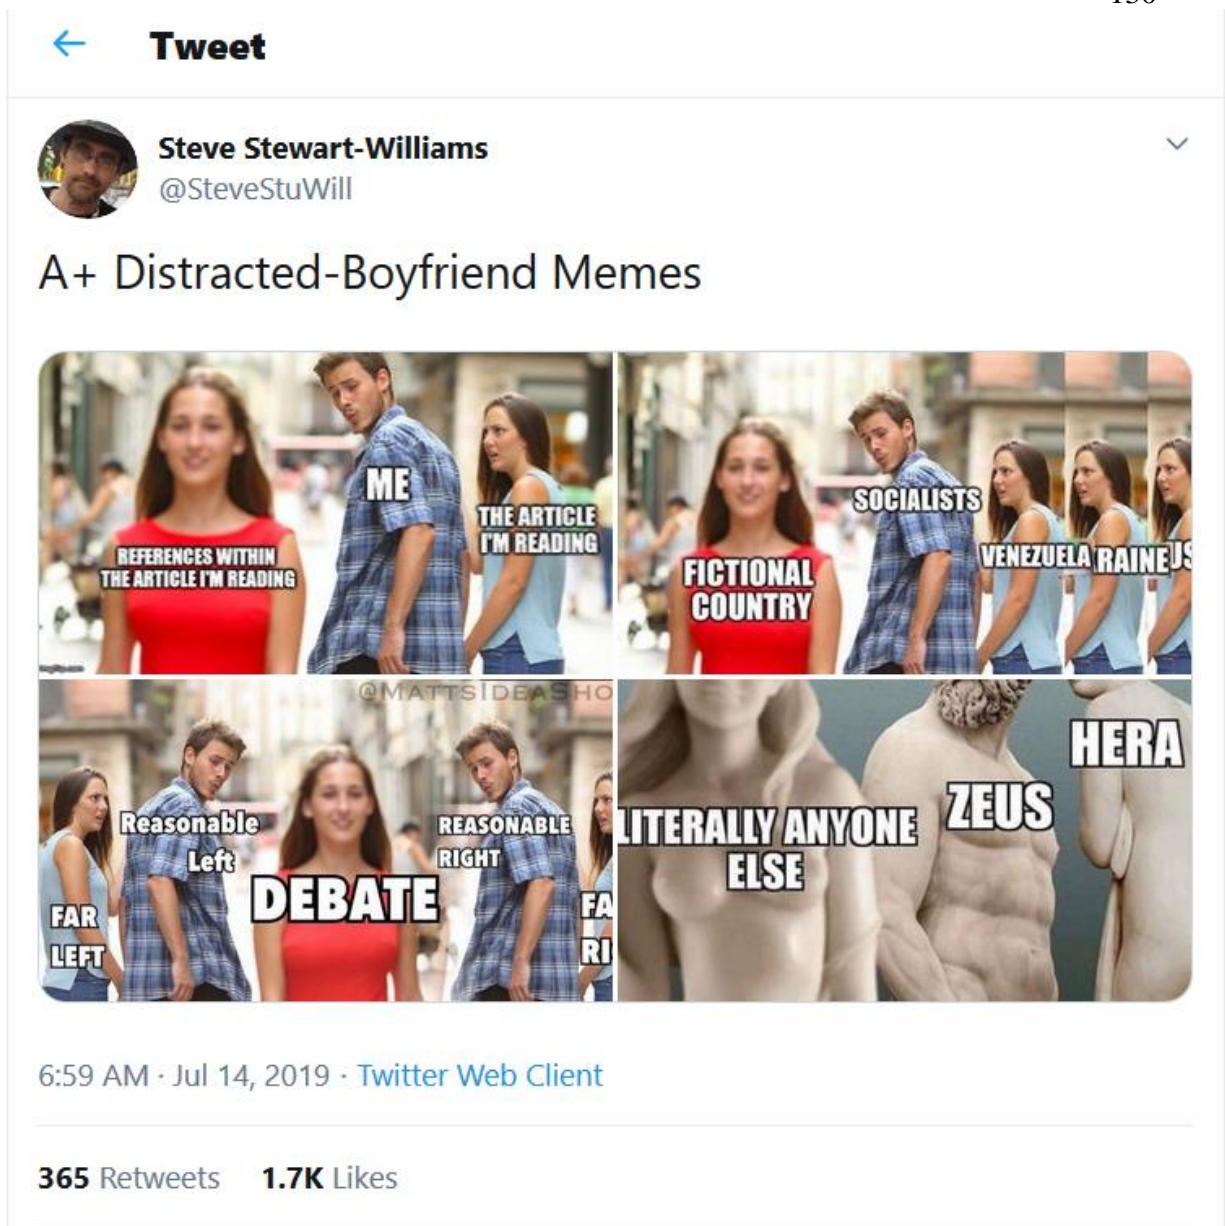 Tweet
Steve Stewart-Williams
@SteveStuWill
A+ Distracted-Boyfriend Memes
ME
THE ARTICLE
I'M READING
REFERENCES WITHIN
THE ARTICLE I'M READING
SOCIALISTS
VENEZUELA
RAINE
FICTIONAL
COUNTRY
@MATTSIDEASHO
Reasonable
Left
REASONABLE
RIGHT
DEBATE
FAR
LEFT
FA
RI
HERA
ZEUS
LITERALLY ANYONE
ELSE
6:59 AM · Jul 14, 2019 · Twitter Web Client
365 Retweets 1.7K Likes